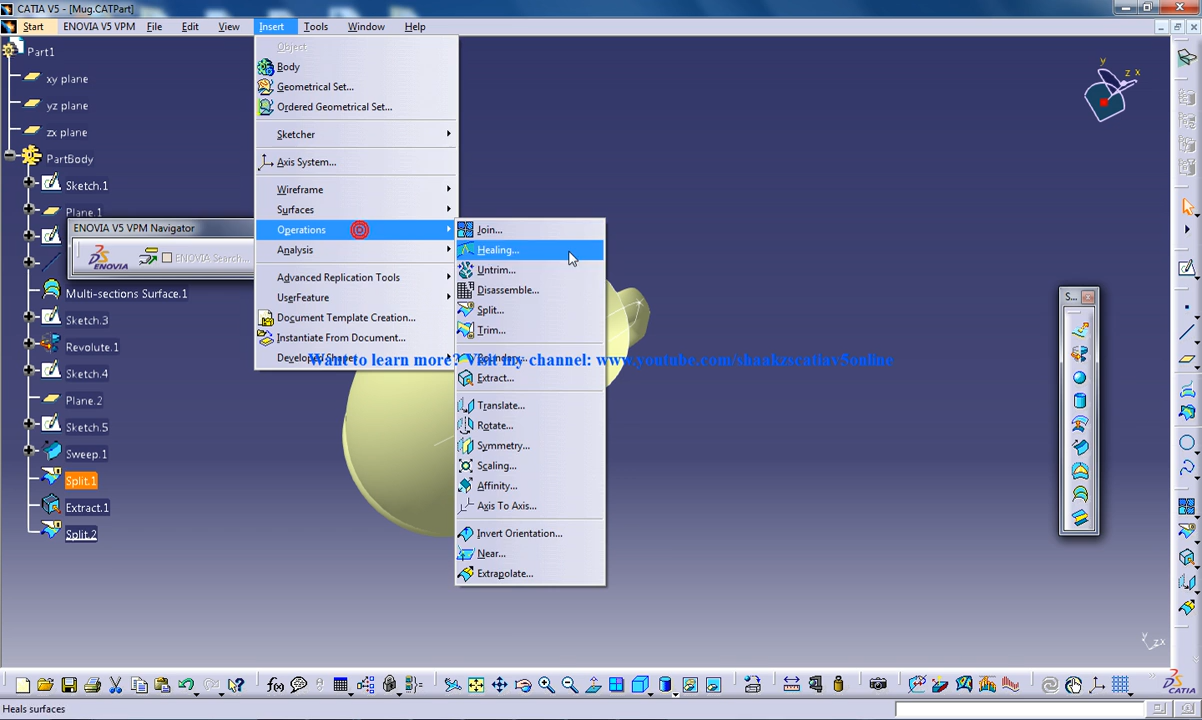 CATIA V5 - [Mug.CATPart]
Start ENOVIA V5 VPM File Edit View Insert Tools Window Help
Part1
xy plane
yz plane
zx plane
PartBody
Sketch.1
Plane.1
ENOVIA V5 VPM Navigator
ENOVIA Search...
Multi-sections Surface.1
Sketch.3
Revolute.1
Sketch.4
Plane.2
Sketch.5
Sweep.1
Split.1
Extract.1
Split.2
Object
Body
Geometrical Set...
Ordered Geometrical Set...
Sketcher
Axis System...
Wireframe
Surfaces
Operations
Analysis
Advanced Replication Tools
UserFeature
Document Template Creation...
Instantiate From Document...
Want to learn more? Visit my channel: www.youtube.com/shaakzscatiav5online
Join...
Healing...
Untrim...
Disassemble...
Split...
Trim...
Extract...
Translate...
Rotate...
Symmetry...
Scaling...
Affinity...
Axis To Axis...
Invert Orientation...
Near...
Extrapolate...
S...
y
z x
y
zx
CATIA
Heals surfaces